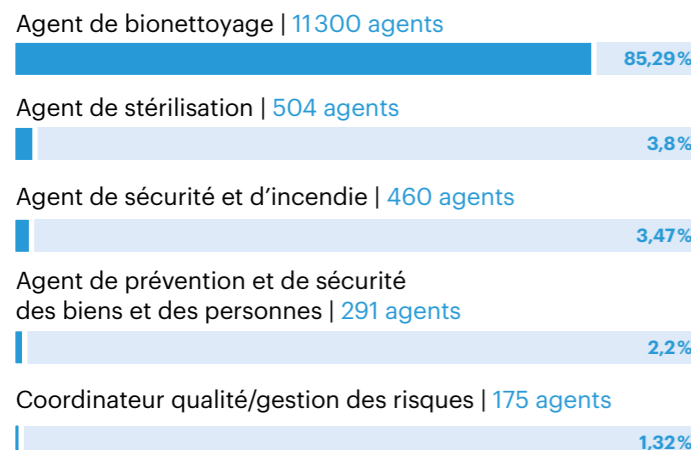 Agent de bionettoyage | 11 300 agents
85,29 %
Agent de stérilisation | 504 agents
3,8 %
Agent de sécurité et d’incendie | 460 agents
3,47 %
Agent de prévention et de sécurité
des biens et des personnes | 291 agents
2,2 %
Coordinateur qualité/gestion des risques | 175 agents
1,32 %